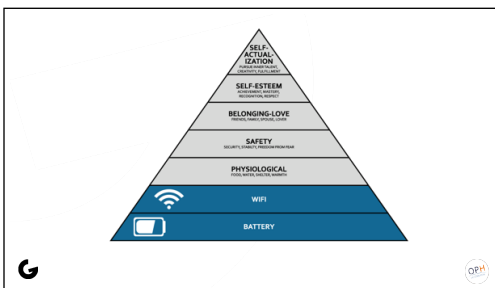 SELF-
ACTUAL-
IZATION
PURSUE INNER TALENT,
CREATIVITY, FULFILLMENT
SELF-ESTEEM
ACHIEVEMENT, MASTERY,
RECOGNITION, RESPECT
BELONGING-LOVE
FRIENDS, FAMILY, SPOUSE, LOVER
SAFETY
SECURITY, STABILITY, FREEDOM FROM FEAR
PHYSIOLOGICAL
FOOD, WATER, SHELTER, WARMTH
WIFI
BATTERY
G
OPH